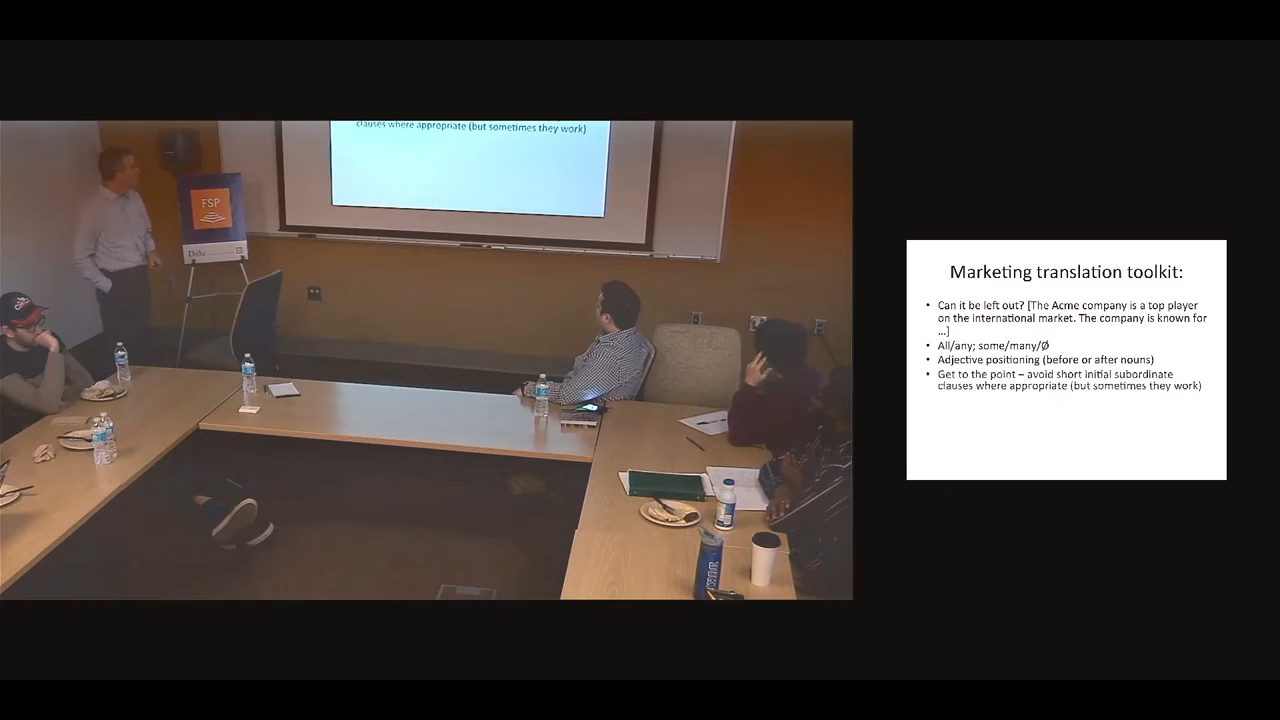 clauses where appropriate (but sometimes they work)
FSP
Duke
Marketing translation toolkit:
• Can it be left out? [The Acme company is a top player
on the international market. The company is known for
...]
• All/any; some/many/Ø
• Adjective positioning (before or after nouns)
• Get to the point – avoid short initial subordinate
clauses where appropriate (but sometimes they work)
DUKE